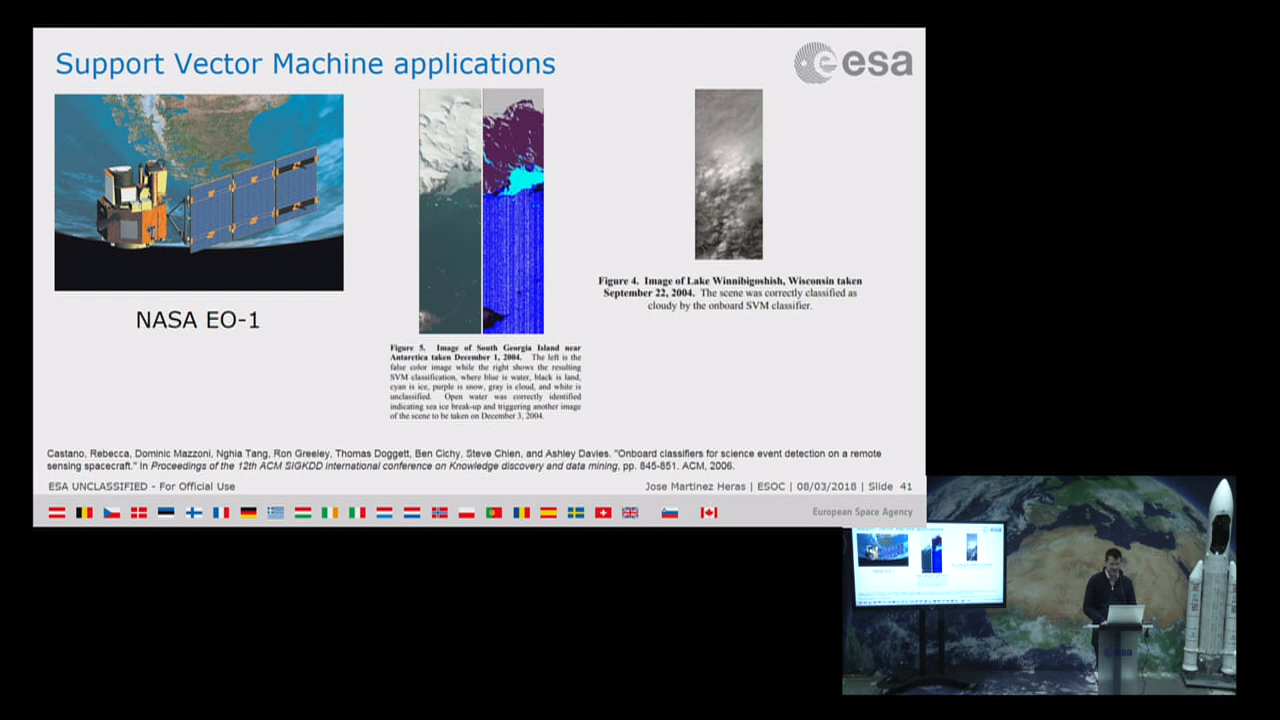 Support Vector Machine applications
esa
NASA EO-1
Figure 5. Image of South Georgia Island near
Antarctica taken December 1, 2004. The left is the
false color image while the right shows the resulting
SVM classification, where blue is water, black is land,
cyan is ice, purple is snow, gray is cloud, and white is
unclassified. Open water was correctly identified
indicating sea ice break-up and triggering another image
of the scene to be taken on December 3, 2004.
Figure 4. Image of Lake Winnibigoshish, Wisconsin taken
September 22, 2004. The scene was correctly classified as
cloudy by the onboard SVM classifier.
Castano, Rebecca, Dominic Mazzoni, Nghia Tang, Ron Greeley, Thomas Doggett, Ben Cichy, Steve Chien, and Ashley Davies. "Onboard classifiers for science event detection on a remote
sensing spacecraft." In Proceedings of the 12th ACM SIGKDD international conference on Knowledge discovery and data mining, pp. 845-851. ACM, 2006.
ESA UNCLASSIFIED - For Official Use
Jose Martinez Heras | ESOC | 08/03/2018 | Slide 41
European Space Agency
Support Vector Machine applications
esa
esa